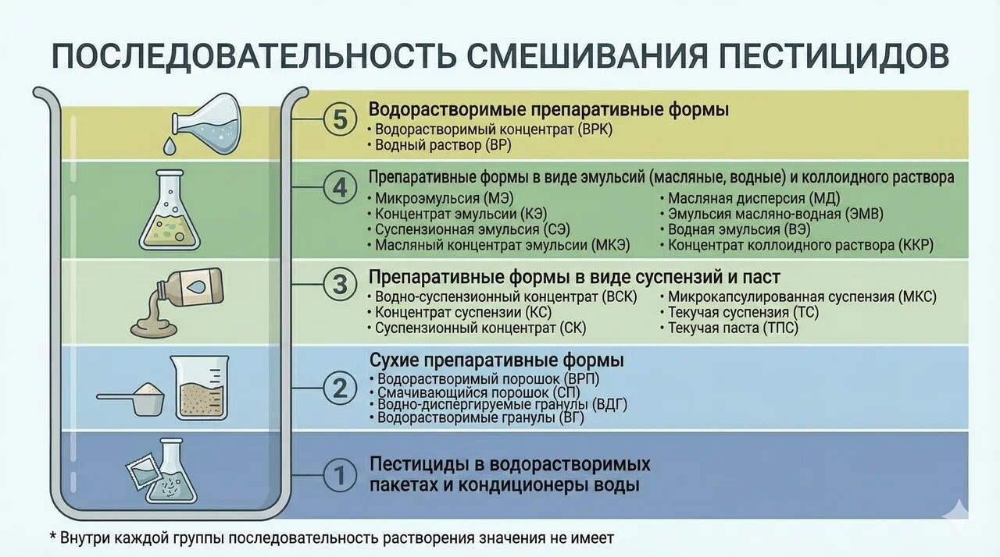 ПОСЛЕДОВАТЕЛЬНОСТЬ СМЕШИВАНИЯ ПЕСТИЦИДОВ
5 Водорастворимые препаративные формы
• Водорастворимый концентрат (ВРК)
• Водный раствор (ВР)
4 Препаративные формы в виде эмульсий (масляные, водные) и коллоидного раствора
• Микроэмульсия (МЭ)
• Концентрат эмульсии (КЭ)
• Суспензионная эмульсия (СЭ)
• Масляный концентрат эмульсии (МКЭ)
• Масляная дисперсия (МД)
• Эмульсия масляно-водная (ЭМВ)
• Водная эмульсия (ВЭ)
• Концентрат коллоидного раствора (ККР)
3 Препаративные формы в виде суспензий и паст
• Водно-суспензионный концентрат (ВСК)
• Концентрат суспензии (КС)
• Суспензионный концентрат (СК)
• Микрокапсулированная суспензия (МКС)
• Текучая суспензия (ТС)
• Текучая паста (ТПС)
2 Сухие препаративные формы
• Водорастворимый порошок (ВРП)
• Смачивающийся порошок (СП)
• Водно-диспергируемые гранулы (ВДГ)
• Водорастворимые гранулы (ВГ)
1 Пестициды в водорастворимых
пакетах и кондиционеры воды
* Внутри каждой группы последовательность растворения значения не имеет